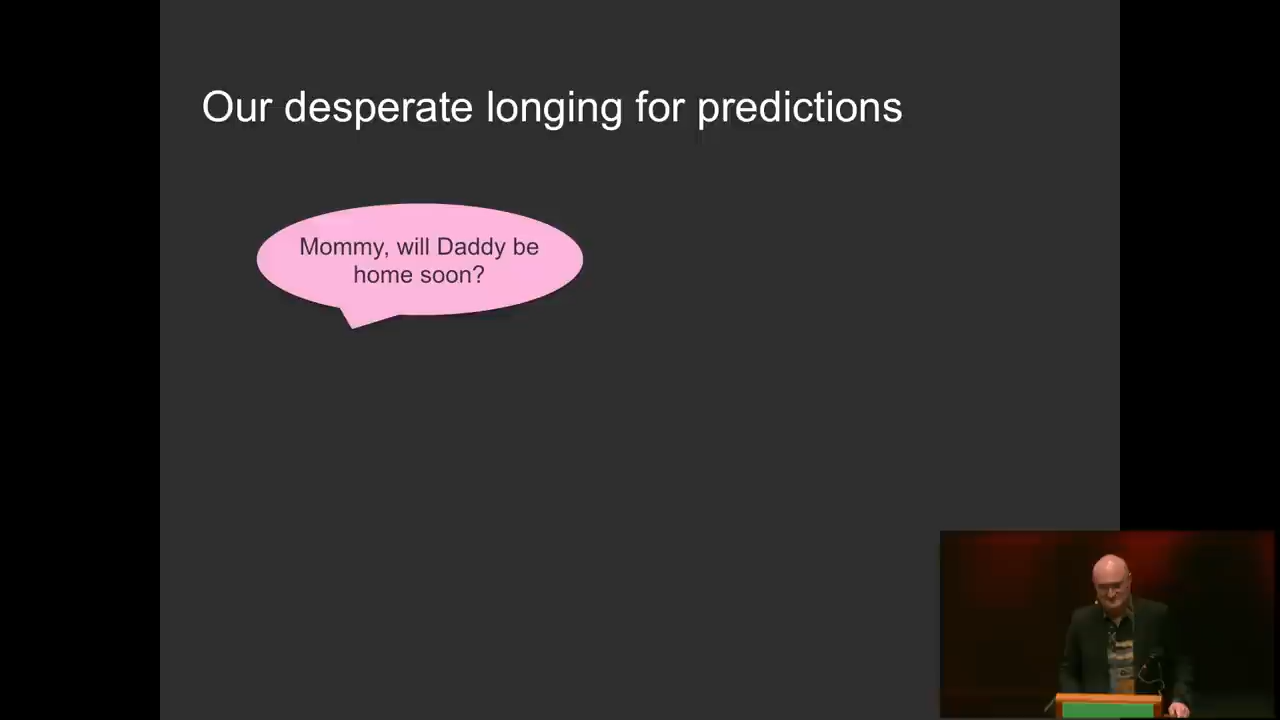 Our desperate longing for predictions
Mommy, will Daddy be
home soon?